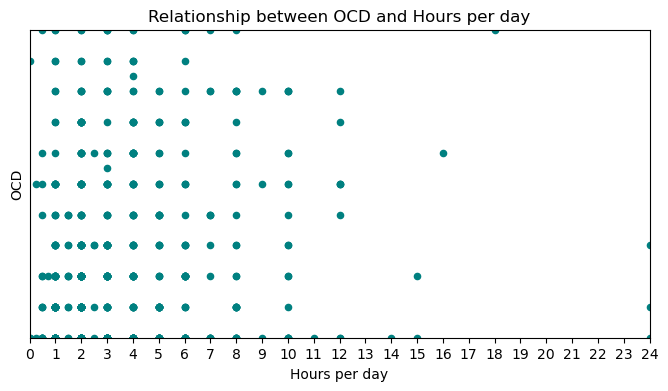 Relationship between OCD and Hours per day
OCD
0 1 2 3 4 5 6 7 8 9 10 11 12 13 14 15 16 17 18 19 20 21 22 23 24
Hours per day